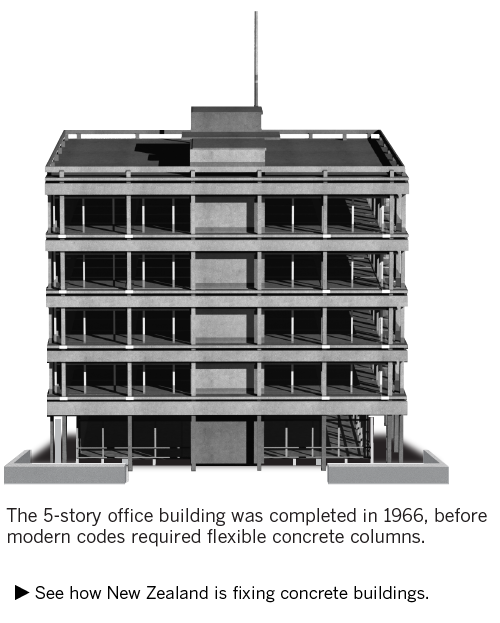 The 5-story office building was completed in 1966, before
modern codes required flexible concrete columns.
▶ See how New Zealand is fixing concrete buildings.